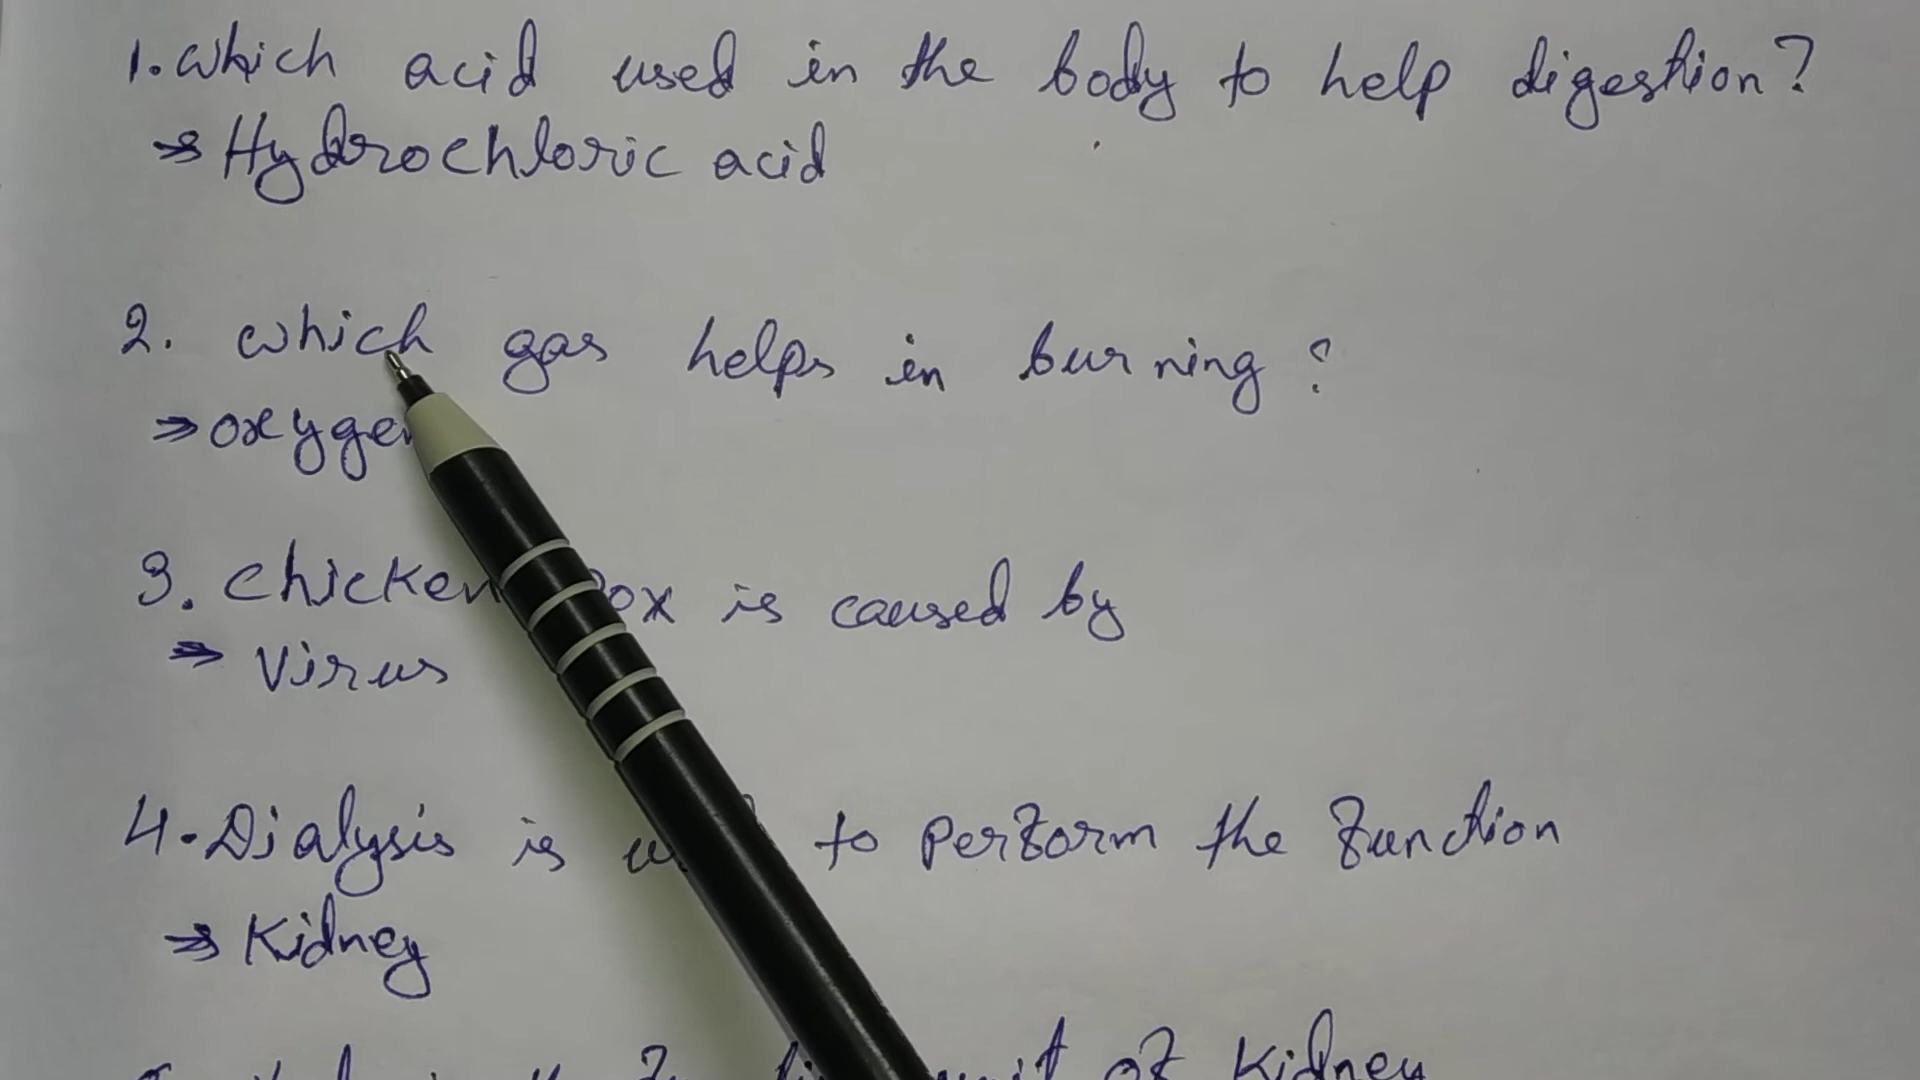 1. Which acid used in the body to help digestion?
⇒ Hydrochloric acid
2. Which gas helps in burning?
⇒ oxygen
3. Chicken Pox is caused by
⇒ Virus
4. Dialysis is to perform the function
⇒ Kidney
unit of Kidney